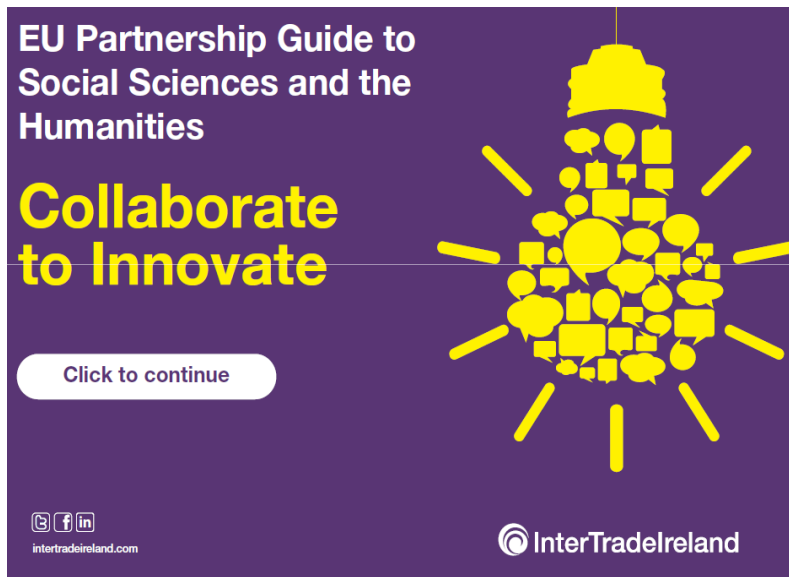 EU Partnership Guide to
Social Sciences and the
Humanities
Collaborate
to Innovate
Click to continue
intertradeireland.com
InterTradeIreland